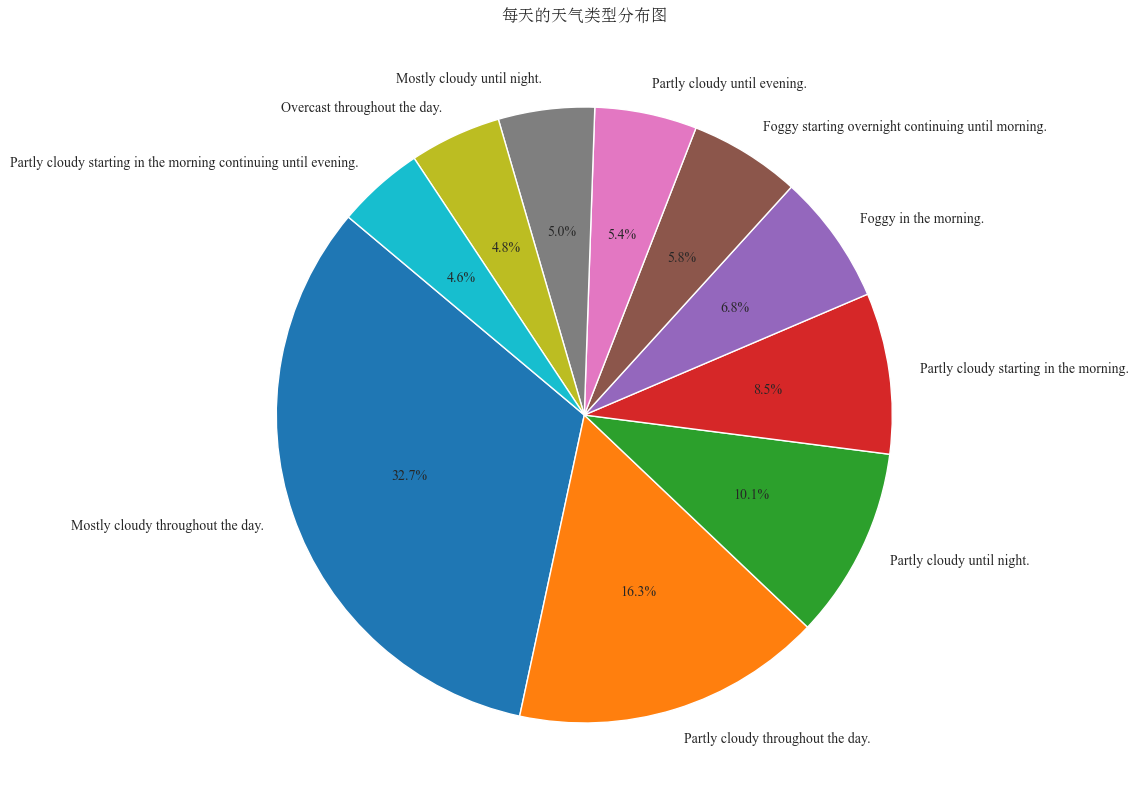 每天的天气类型分布图
Mostly cloudy until night.
Partly cloudy until evening.
Overcast throughout the day.
Foggy starting overnight continuing until morning.
Partly cloudy starting in the morning continuing until evening.
Foggy in the morning.
5.0%
5.4%
4.8%
5.8%
4.6%
6.8%
Partly cloudy starting in the morning.
8.5%
32.7%
10.1%
Mostly cloudy throughout the day.
Partly cloudy until night.
16.3%
Partly cloudy throughout the day.